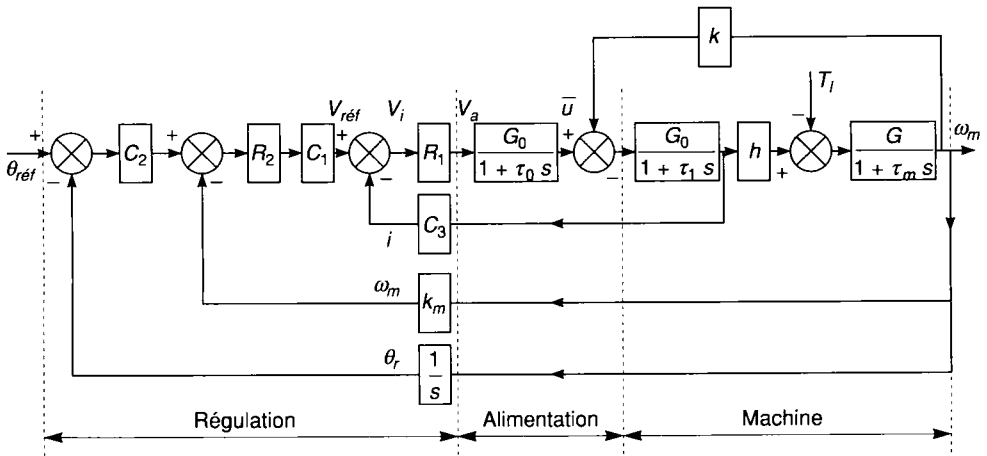 k
T_l
V_réf V_i V_a ū ω_m
+ + + + −
θ_réf C_2 R_2 C_1 R_1 G_0 / 1 + τ_0 s G_0 / 1 + τ_1 s h G / 1 + τ_m s
− − − − +
i C_3
ω_m k_m
θ_r 1 / s
Régulation Alimentation Machine